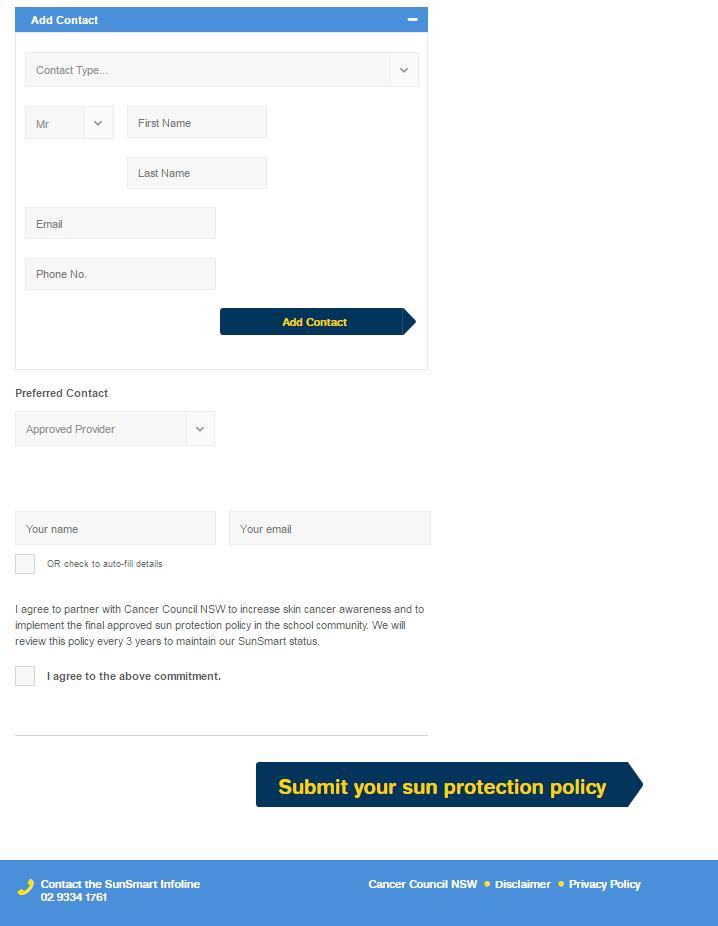 Add Contact
Contact Type...
Mr
First Name
Last Name
Email
Phone No.
Add Contact
Preferred Contact
Approved Provider
Your name
Your email
OR check to auto-fill details
I agree to partner with Cancer Council NSW to increase skin cancer awareness and to
implement the final approved sun protection policy in the school community. We will
review this policy every 3 years to maintain our SunSmart status.
I agree to the above commitment.
Submit your sun protection policy
Contact the SunSmart Infoline
02 9334 1761
Cancer Council NSW • Disclaimer • Privacy Policy